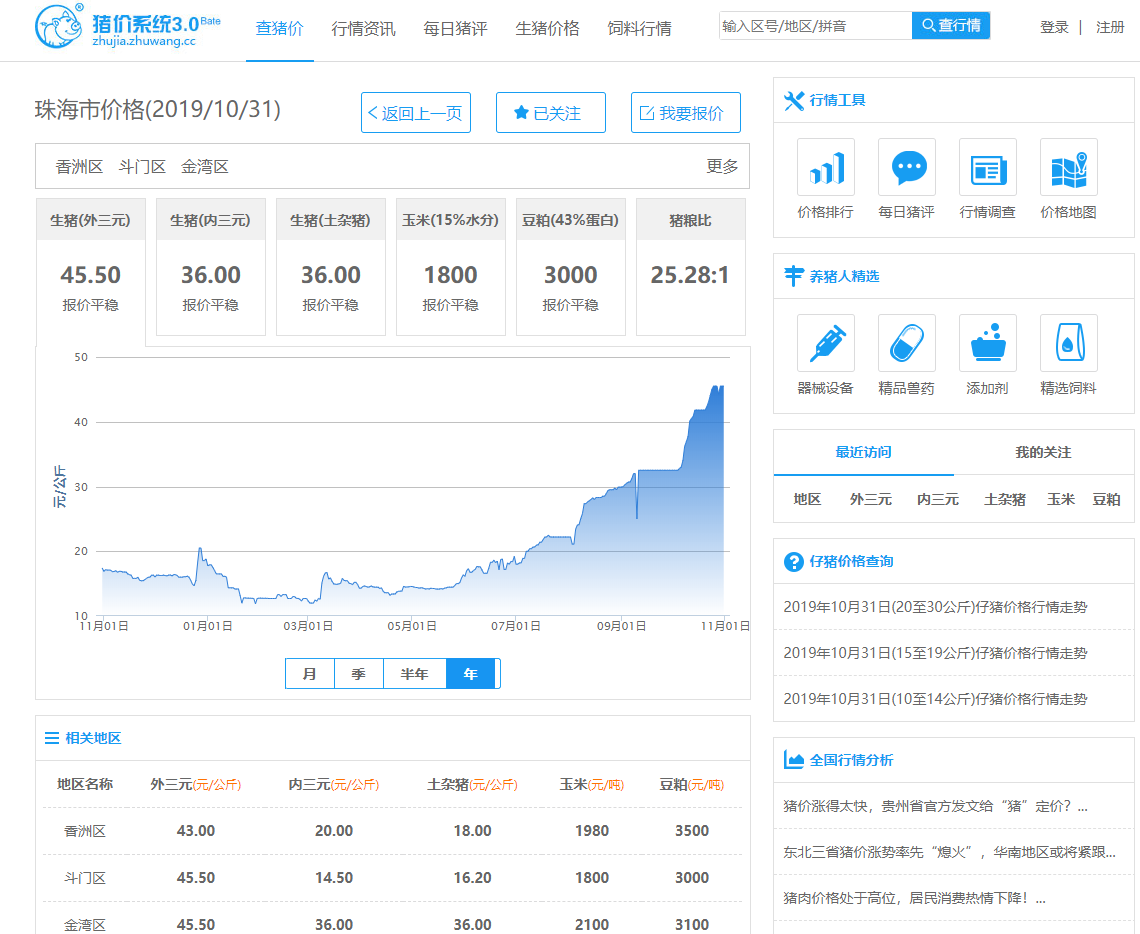 猪价系统3.0 Bate
zhujia.zhuwang.cc
查猪价 行情资讯 每日猪评 生猪价格 饲料行情
输入区号/地区/拼音 查行情
登录 | 注册
珠海市价格(2019/10/31)
返回上一页 已关注 我要报价
香洲区 斗门区 金湾区 更多
生猪(外三元) 生猪(内三元) 生猪(土杂猪) 玉米(15%水分) 豆粕(43%蛋白) 猪粮比
45.50 36.00 36.00 1800 3000 25.28:1
报价平稳 报价平稳 报价平稳 报价平稳 报价平稳
50
40
30
20
10
元/公斤
11月01日 01月01日 03月01日 05月01日 07月01日 09月01日 11月01日
月 季 半年 年
相关地区
地区名称 外三元(元/公斤) 内三元(元/公斤) 土杂猪(元/公斤) 玉米(元/吨) 豆粕(元/吨)
香洲区 43.00 20.00 18.00 1980 3500
斗门区 45.50 14.50 16.20 1800 3000
金湾区 45.50 36.00 36.00 2100 3100
行情工具
价格排行 每日猪评 行情调查 价格地图
养猪人精选
器械设备 精品兽药 添加剂 精选饲料
最近访问 我的关注
地区 外三元 内三元 土杂猪 玉米 豆粕
仔猪价格查询
2019年10月31日(20至30公斤)仔猪价格行情走势
2019年10月31日(15至19公斤)仔猪价格行情走势
2019年10月31日(10至14公斤)仔猪价格行情走势
全国行情分析
猪价涨得太快，贵州省官方发文给“猪”定价？...
东北三省猪价涨势率先“熄火”，华南地区或将紧跟...
猪肉价格处于高位，居民消费热情下降！...